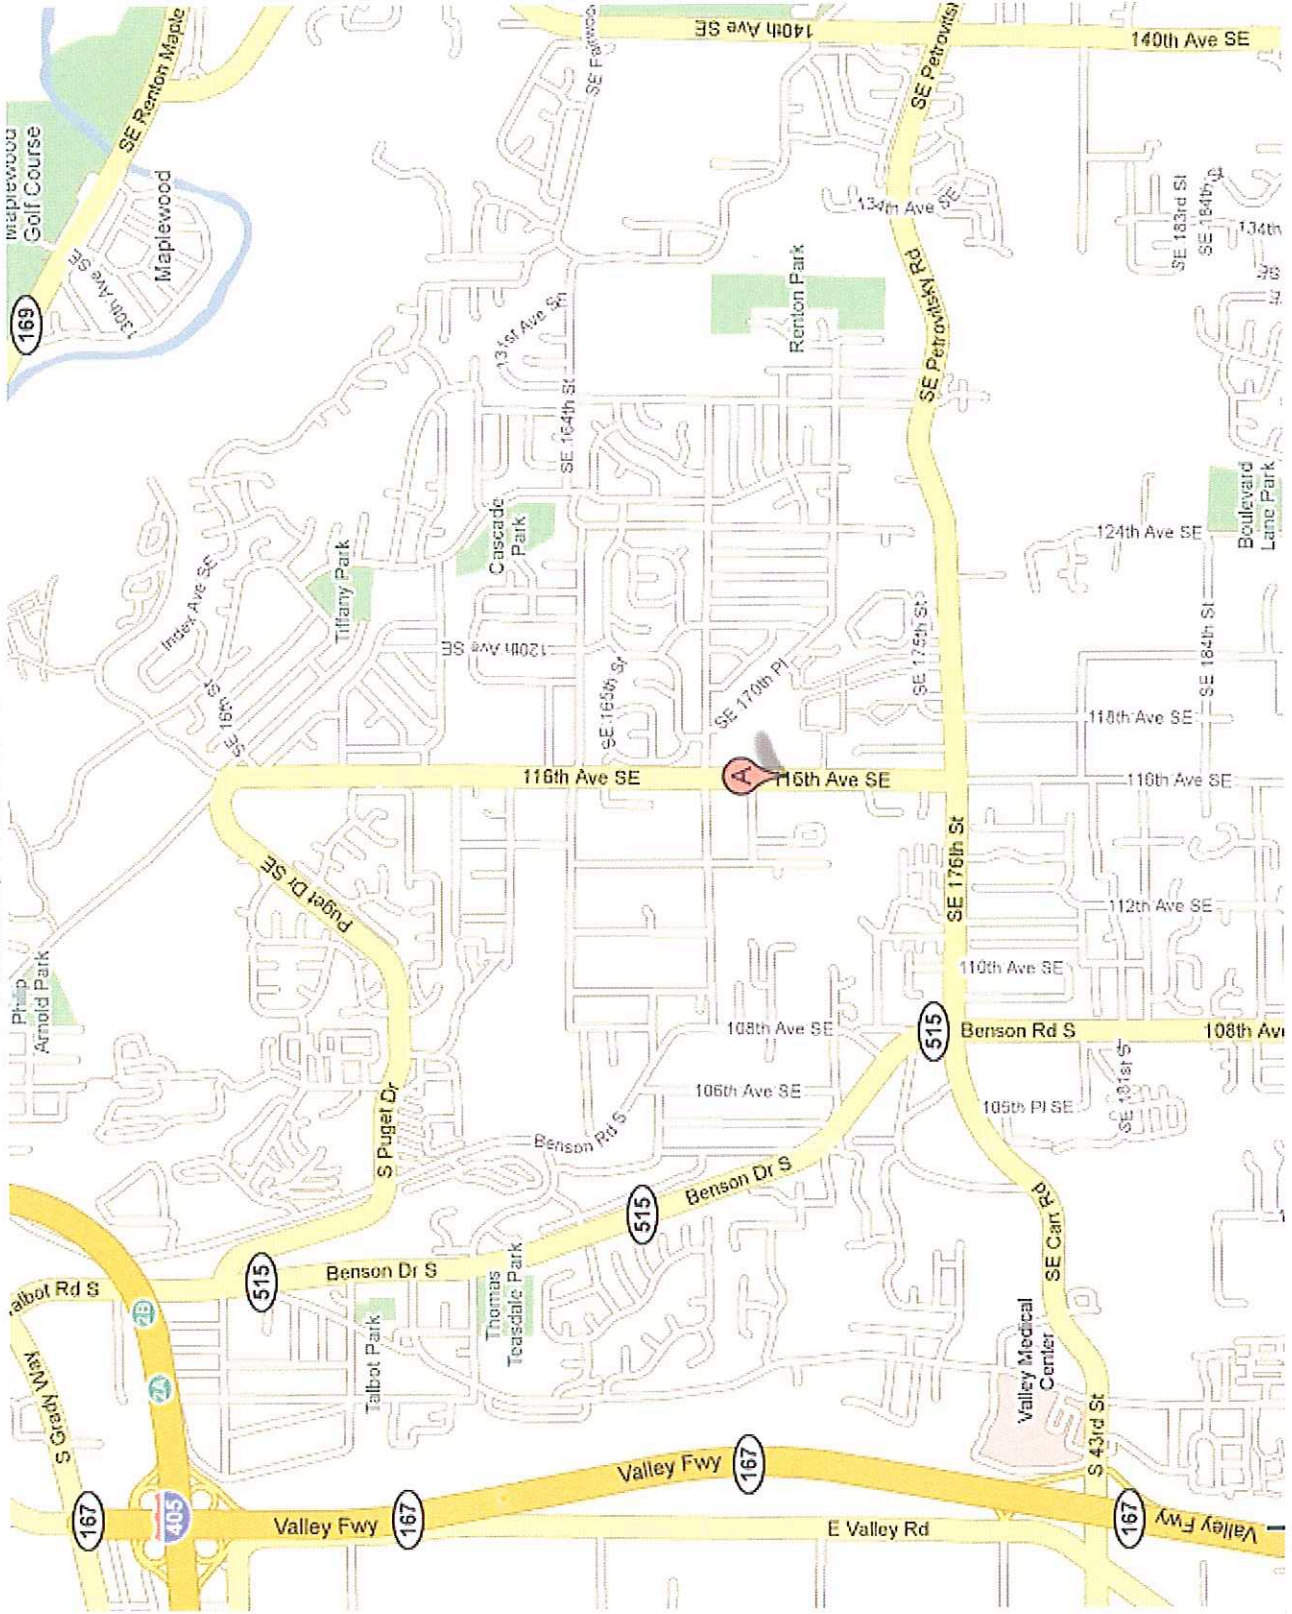 Golf Course
SE Renton Maple
169
130th Ave SE
Maplewood
140th Ave SE
140th Ave SE
SE Petrovitsky Rd
SE Petrovitsky Rd
134th Ave SE
SE 183rd St
SE 184th
134th
SE
Renton Park
131st Ave S
SE 164th St
Cascade
Park
Tiffany Park
Index Ave SE
SE 16th St
120th Ave SE
SE 165th St
SE 170th Pl
SE 175th St
124th Ave SE
Boulevard
Lane Park
SE 184th St
118th Ave SE
116th Ave SE
116th Ave SE
A
116th Ave SE
SE 176th St
112th Ave SE
110th Ave SE
Puget Dr SE
Arnold Park
S Puget Dr
108th Ave SE
106th Ave SE
Benson Rd S
515
Benson Rd S
108th Ave
105th Pl SE
SE 181st S
Benson Dr S
515
515
Benson Dr S
Thomas
Teasdale Park
Talbot Park
albot Rd S
2B
2A
S Grady Way
167
405
Valley Fwy
167
Valley Fwy
167
E Valley Rd
SE Carr Rd
Valley Medical
Center
S 43rd St
167
Valley Fwy